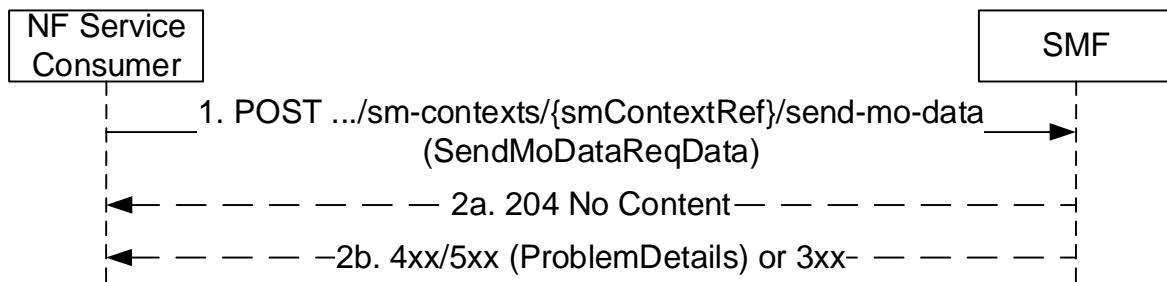 NF Service
Consumer
SMF
1. POST .../sm-contexts/{smContextRef}/send-mo-data
(SendMoDataReqData)
2a. 204 No Content
2b. 4xx/5xx (ProblemDetails) or 3xx